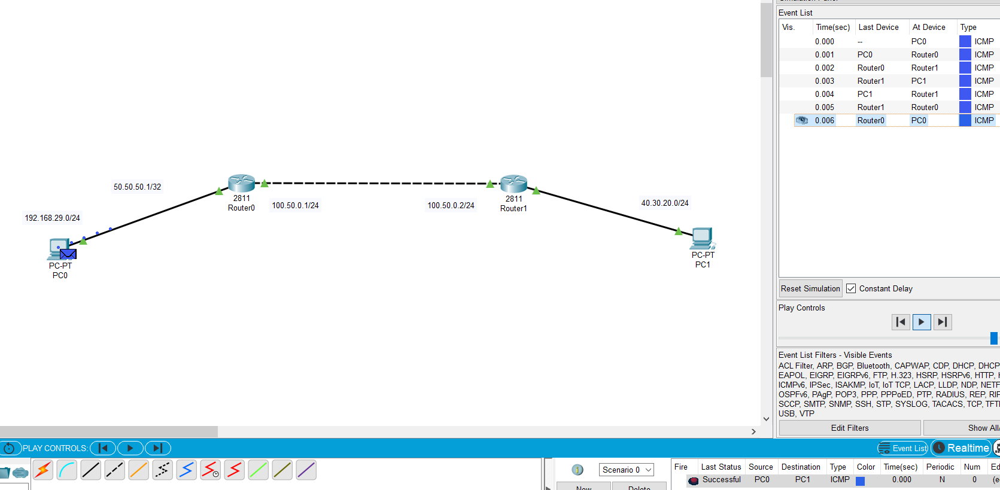 Event List
Vis. Time(sec) Last Device At Device Type
0.000 -- PC0 ICMP
0.001 PC0 Router0 ICMP
0.002 Router0 Router1 ICMP
0.003 Router1 PC1 ICMP
0.004 PC1 Router1 ICMP
0.005 Router1 Router0 ICMP
0.006 Router0 PC0 ICMP
50.50.50.1/32
192.168.29.0/24
2811
Router0
100.50.0.1/24
100.50.0.2/24
2811
Router1
40.30.20.0/24
PC-PT
PC0
PC-PT
PC1
Reset Simulation Constant Delay
Play Controls
Event List Filters - Visible Events
ACL Filter, ARP, BGP, Bluetooth, CAPWAP, CDP, DHCP, DHCP
EAPOL, EIGRP, EIGRPv6, FTP, H.323, HSRP, HSRPv6, HTTP, H
ICMPv6, IPSec, ISAKMP, IoT, IoT TCP, LACP, LLDP, NDP, NETF
OSPFv6, PAgP, POP3, PPP, PPPoED, PTP, RADIUS, REP, RIP
SCCP, SMTP, SNMP, SSH, STP, SYSLOG, TACACS, TCP, TFT
USB, VTP
Edit Filters Show All/
PLAY CONTROLS: Event List Realtime
Scenario 0
New Delete
Fire Last Status Source Destination Type Color Time(sec) Periodic Num Ed
Successful PC0 PC1 ICMP 0.000 N 0 (e